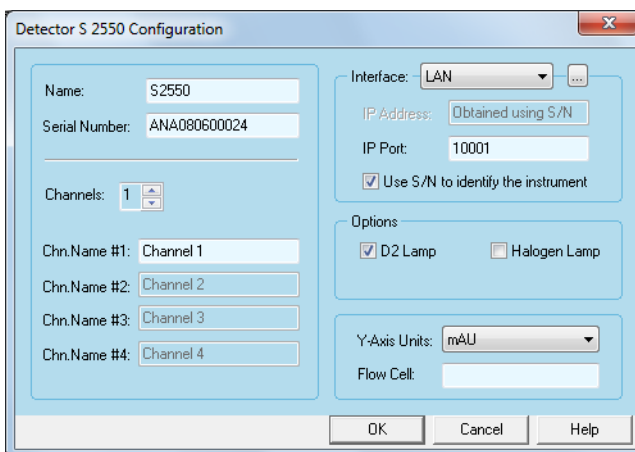 Detector S 2550 Configuration
Name: S2550
Serial Number: ANA080600024
Channels: 1
Chn.Name #1: Channel 1
Chn.Name #2: Channel 2
Chn.Name #3: Channel 3
Chn.Name #4: Channel 4
Interface: LAN ...
IP Address: Obtained using S/N
IP Port: 10001
Use S/N to identify the instrument
Options
D2 Lamp Halogen Lamp
Y-Axis Units: mAU
Flow Cell:
OK Cancel Help